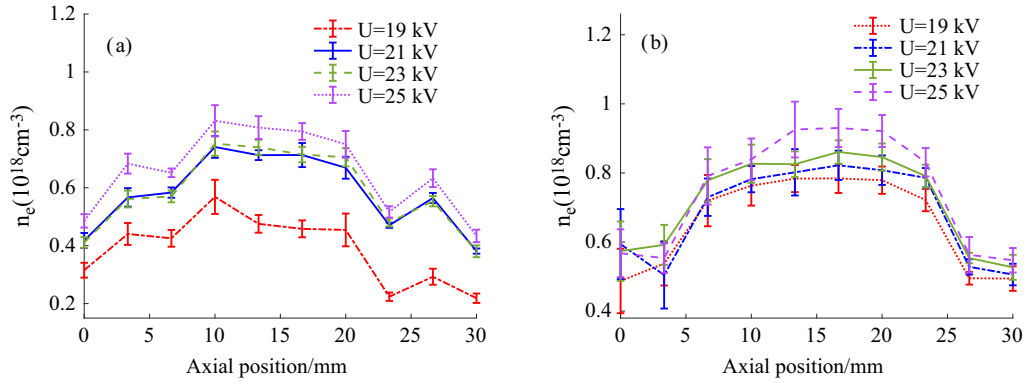 (a)
U=19 kV
U=21 kV
U=23 kV
U=25 kV
nₑ(10¹⁸cm⁻³)
1.2
1
0.8
0.6
0.4
0.2
0 5 10 15 20 25 30
Axial position/mm
(b)
U=19 kV
U=21 kV
U=23 kV
U=25 kV
nₑ(10¹⁸cm⁻³)
1.2
1
0.8
0.6
0.4
0 5 10 15 20 25 30
Axial position/mm